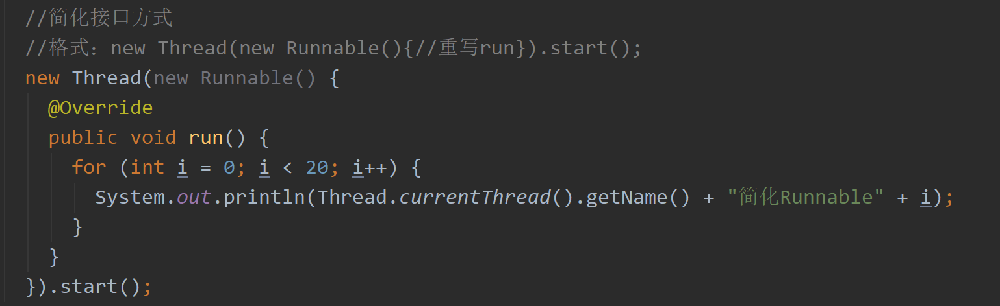 //简化接口方式
//格式：new Thread(new Runnable(){//重写run}).start();
new Thread(new Runnable() {
@Override
public void run() {
for (int i = 0; i < 20; i++) {
System.out.println(Thread.currentThread().getName() + "简化Runnable" + i);
}
}
}).start();